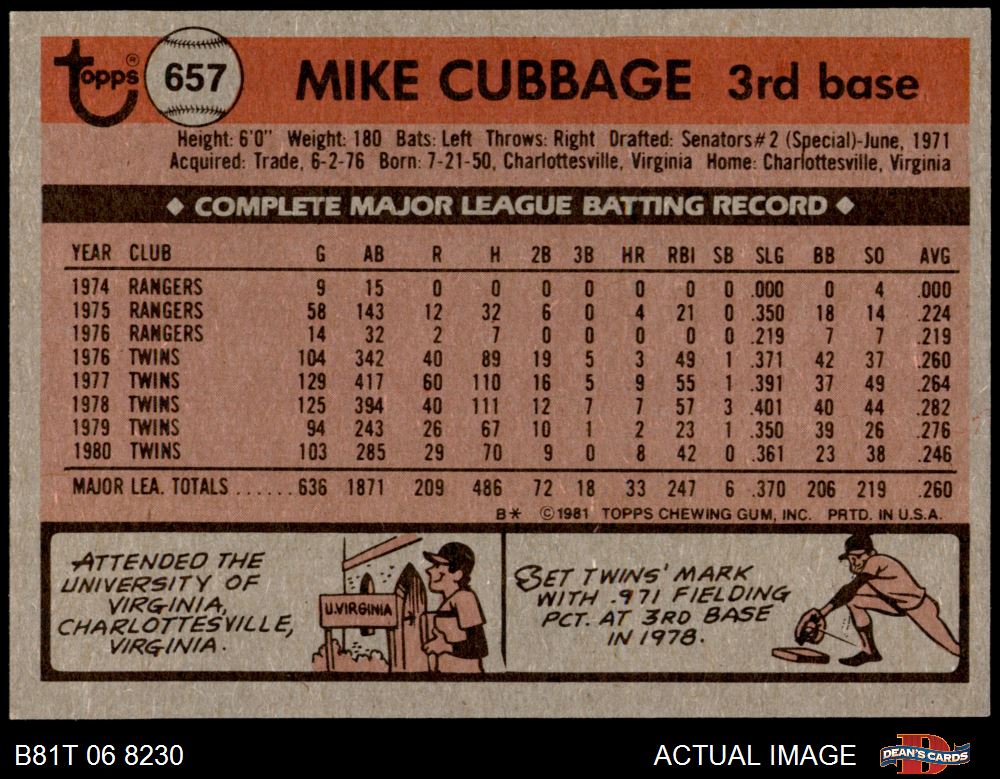 Topps® 657 MIKE CUBBAGE 3rd base
Height: 6'0" Weight: 180 Bats: Left Throws: Right Drafted: Senators #2 (Special)-June, 1971
Acquired: Trade, 6-2-76 Born: 7-21-50, Charlottesville, Virginia Home: Charlottesville, Virginia
◆ COMPLETE MAJOR LEAGUE BATTING RECORD ◆
YEAR CLUB G AB R H 2B 3B HR RBI SB SLG BB SO AVG
1974 RANGERS 9 15 0 0 0 0 0 0 0 .000 0 4 .000
1975 RANGERS 58 143 12 32 6 0 4 21 0 .350 18 14 .224
1976 RANGERS 14 32 2 7 0 0 0 0 0 .219 7 7 .219
1976 TWINS 104 342 40 89 19 5 3 49 1 .371 42 37 .260
1977 TWINS 129 417 60 110 16 5 9 55 1 .391 37 49 .264
1978 TWINS 125 394 40 111 12 7 7 57 3 .401 40 44 .282
1979 TWINS 94 243 26 67 10 1 2 23 1 .350 39 26 .276
1980 TWINS 103 285 29 70 9 0 8 42 0 .361 23 38 .246
MAJOR LEA. TOTALS ...... 636 1871 209 486 72 18 33 247 6 .370 206 219 .260
B* ©1981 TOPPS CHEWING GUM, INC. PRTD. IN U.S.A.
ATTENDED THE
UNIVERSITY OF
VIRGINIA,
CHARLOTTESVILLE,
VIRGINIA.
U.VIRGINIA
SET TWINS' MARK
WITH .971 FIELDING
PCT. AT 3RD BASE
IN 1978.
B81T 06 8230 ACTUAL IMAGE DEAN'S CARDS